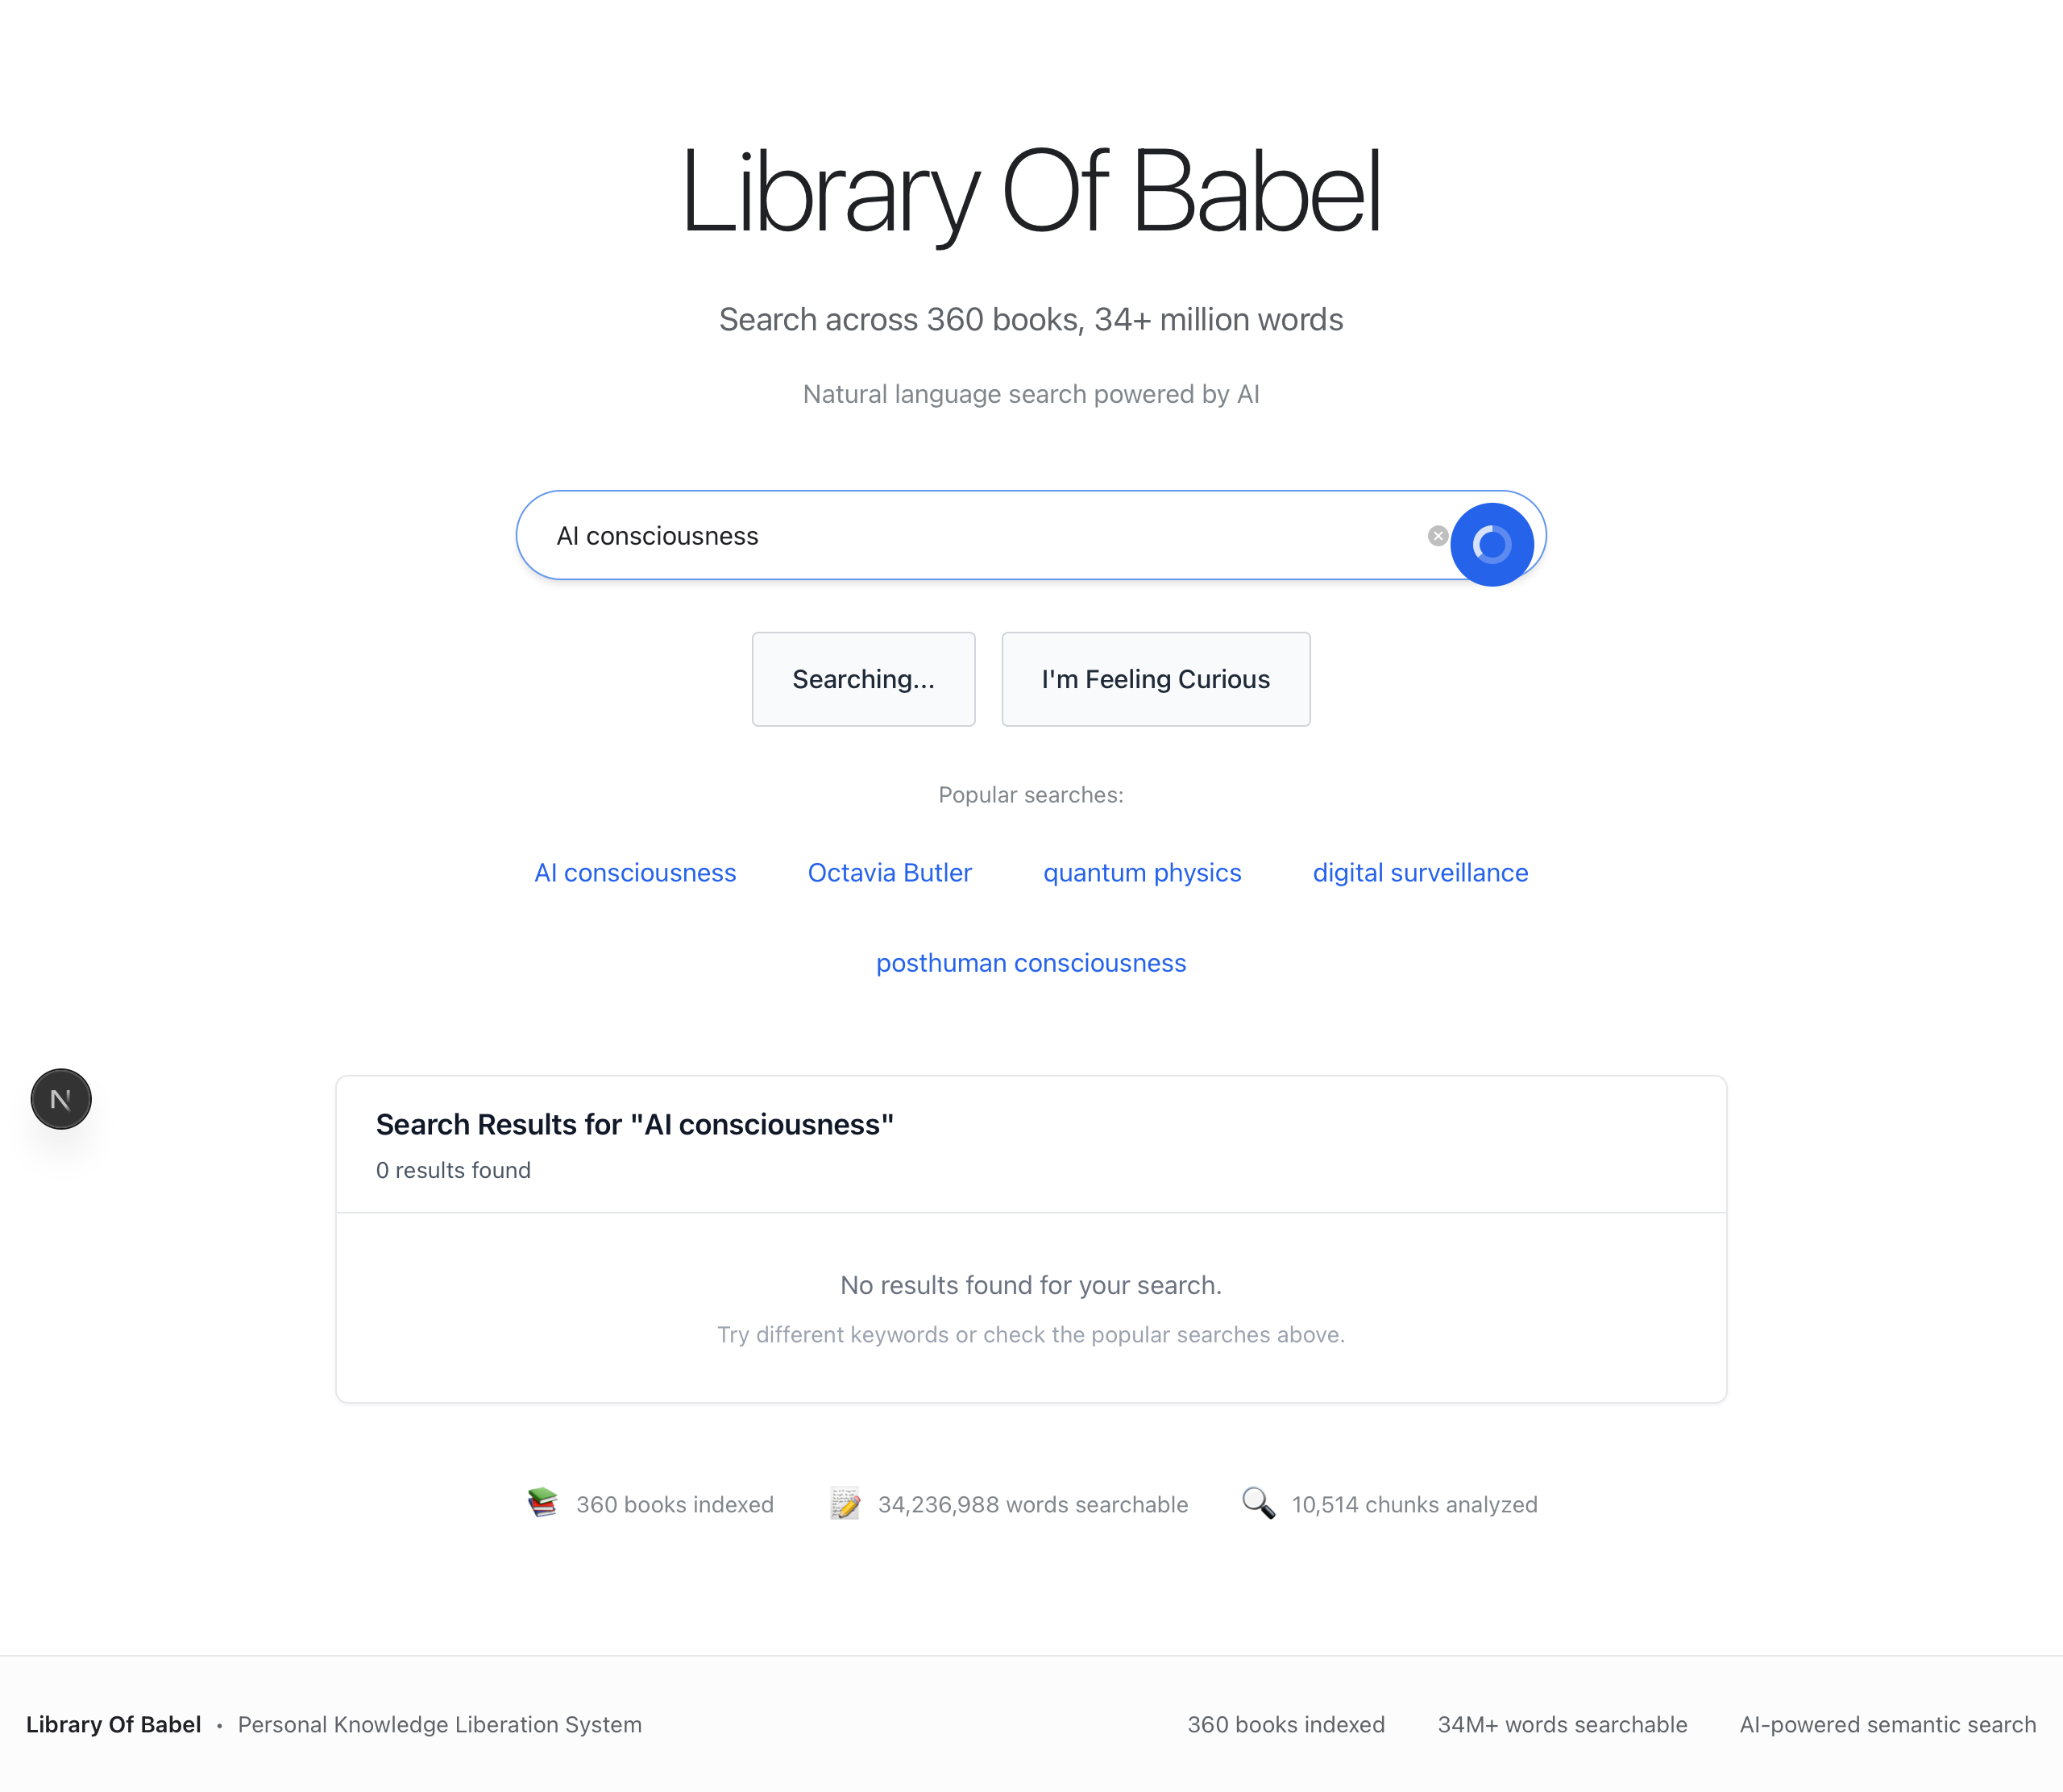 Library Of Babel
Search across 360 books, 34+ million words
Natural language search powered by AI
AI consciousness
Searching...
I'm Feeling Curious
Popular searches:
AI consciousness
Octavia Butler
quantum physics
digital surveillance
posthuman consciousness
N
Search Results for "AI consciousness"
0 results found
No results found for your search.
Try different keywords or check the popular searches above.
360 books indexed
34,236,988 words searchable
10,514 chunks analyzed
Library Of Babel • Personal Knowledge Liberation System
360 books indexed
34M+ words searchable
AI-powered semantic search